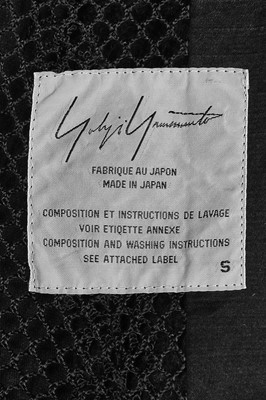 Yohji Yamamoto
FABRIQUE AU JAPON
MADE IN JAPAN
COMPOSITION ET INSTRUCTIONS DE LAVAGE
VOIR ETIQETTE ANNEXE
COMPOSITION AND WASHING INSTRUCTIONS
SEE ATTACHED LABEL
S